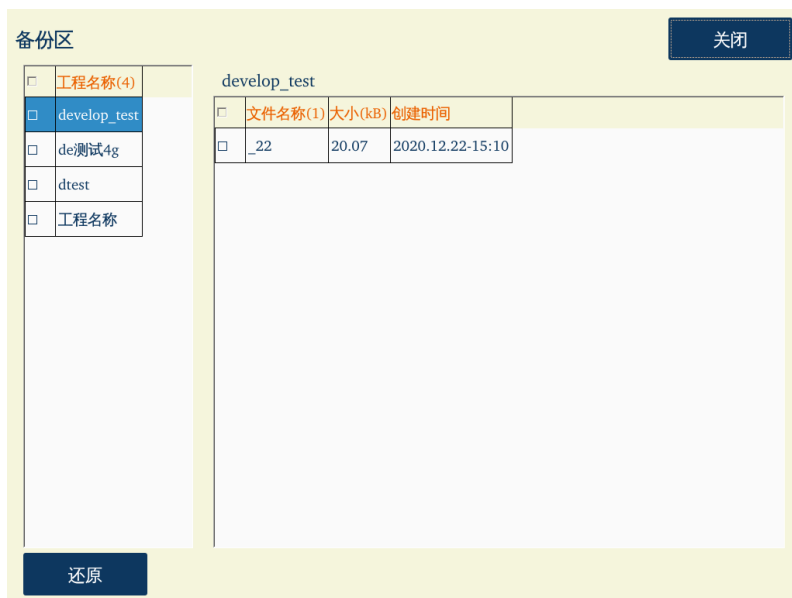 备份区
关闭
工程名称(4)
develop_test
de测试4g
dtest
工程名称
develop_test
文件名称(1) 大小(kB) 创建时间
_22 20.07 2020.12.22-15:10
还原